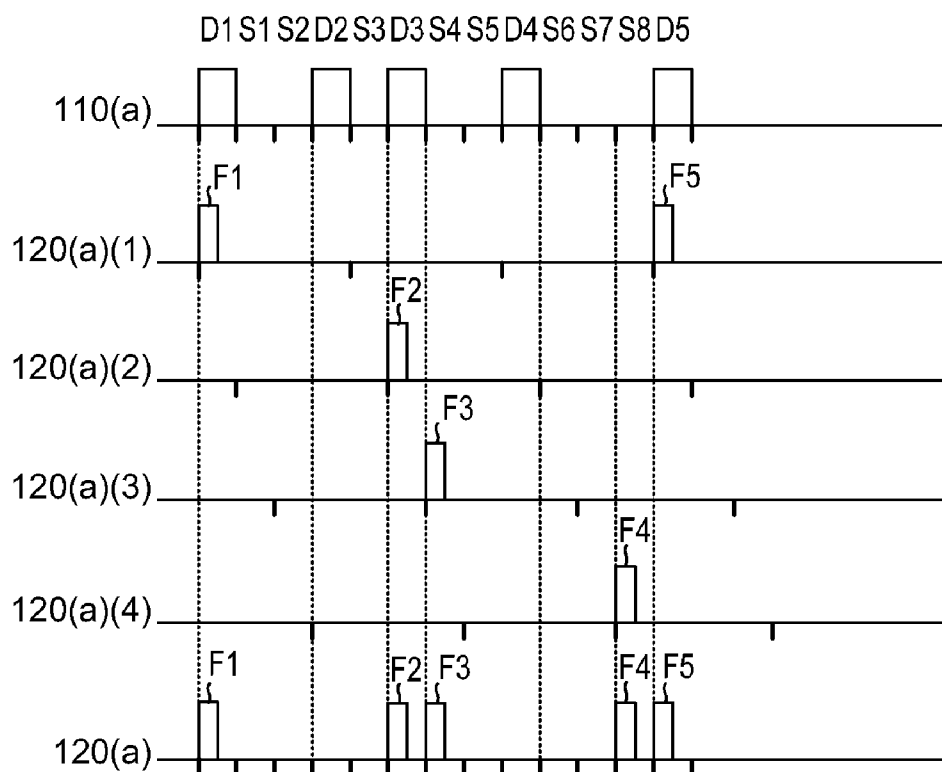 D1 S1 S2 D2 S3 D3 S4 S5 D4 S6 S7 S8 D5
110(a)
F1 F5
120(a)(1)
F2
120(a)(2)
F3
120(a)(3)
F4
120(a)(4)
F1 F2 F3 F4 F5
120(a)